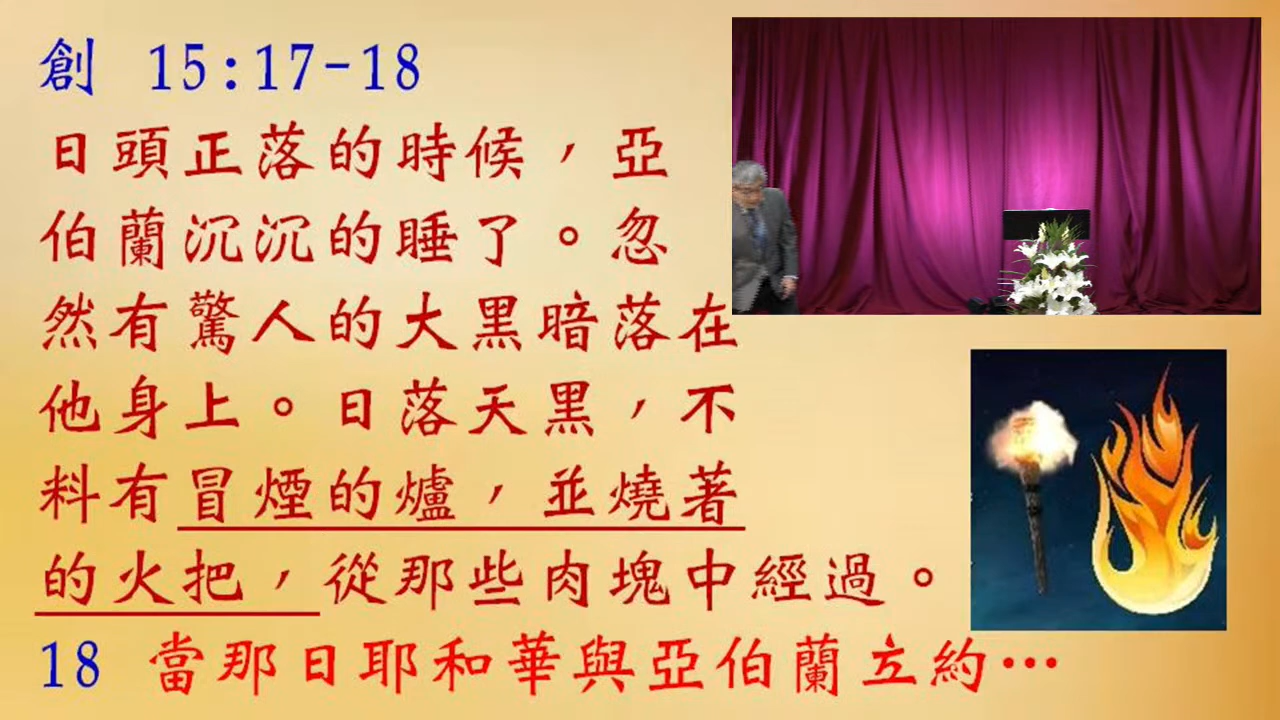 創 15:17-18
日頭正落的時候，亞
伯蘭沉沉的睡了。忽
然有驚人的大黑暗落在
他身上。日落天黑，不
料有冒煙的爐，並燒著
的火把，從那些肉塊中經過。
18 當那日耶和華與亞伯蘭立約…